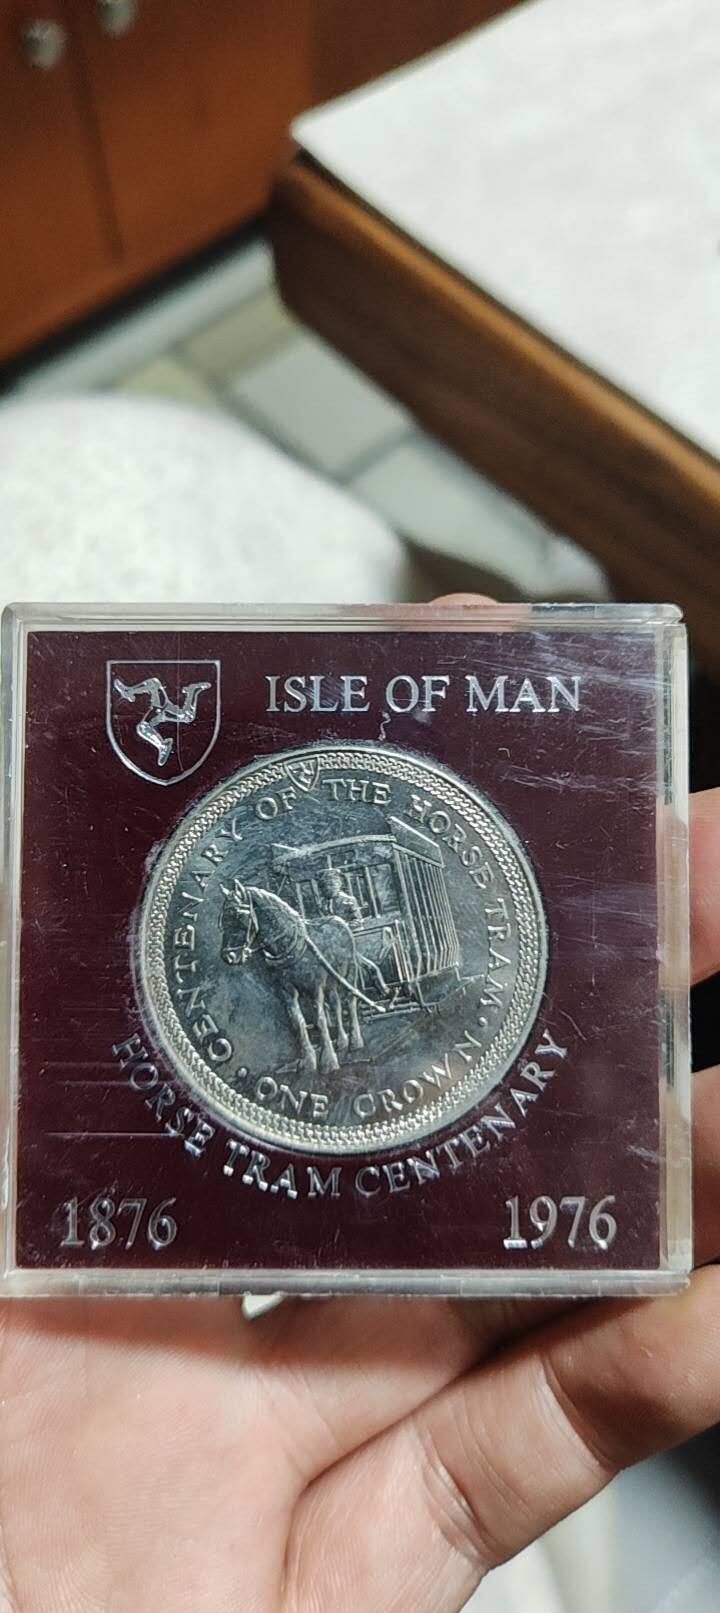 ISLE OF MAN
CENTENARY OF THE HORSE TRAM · ONE CROWN ·
HORSE TRAM CENTENARY
1876
1976